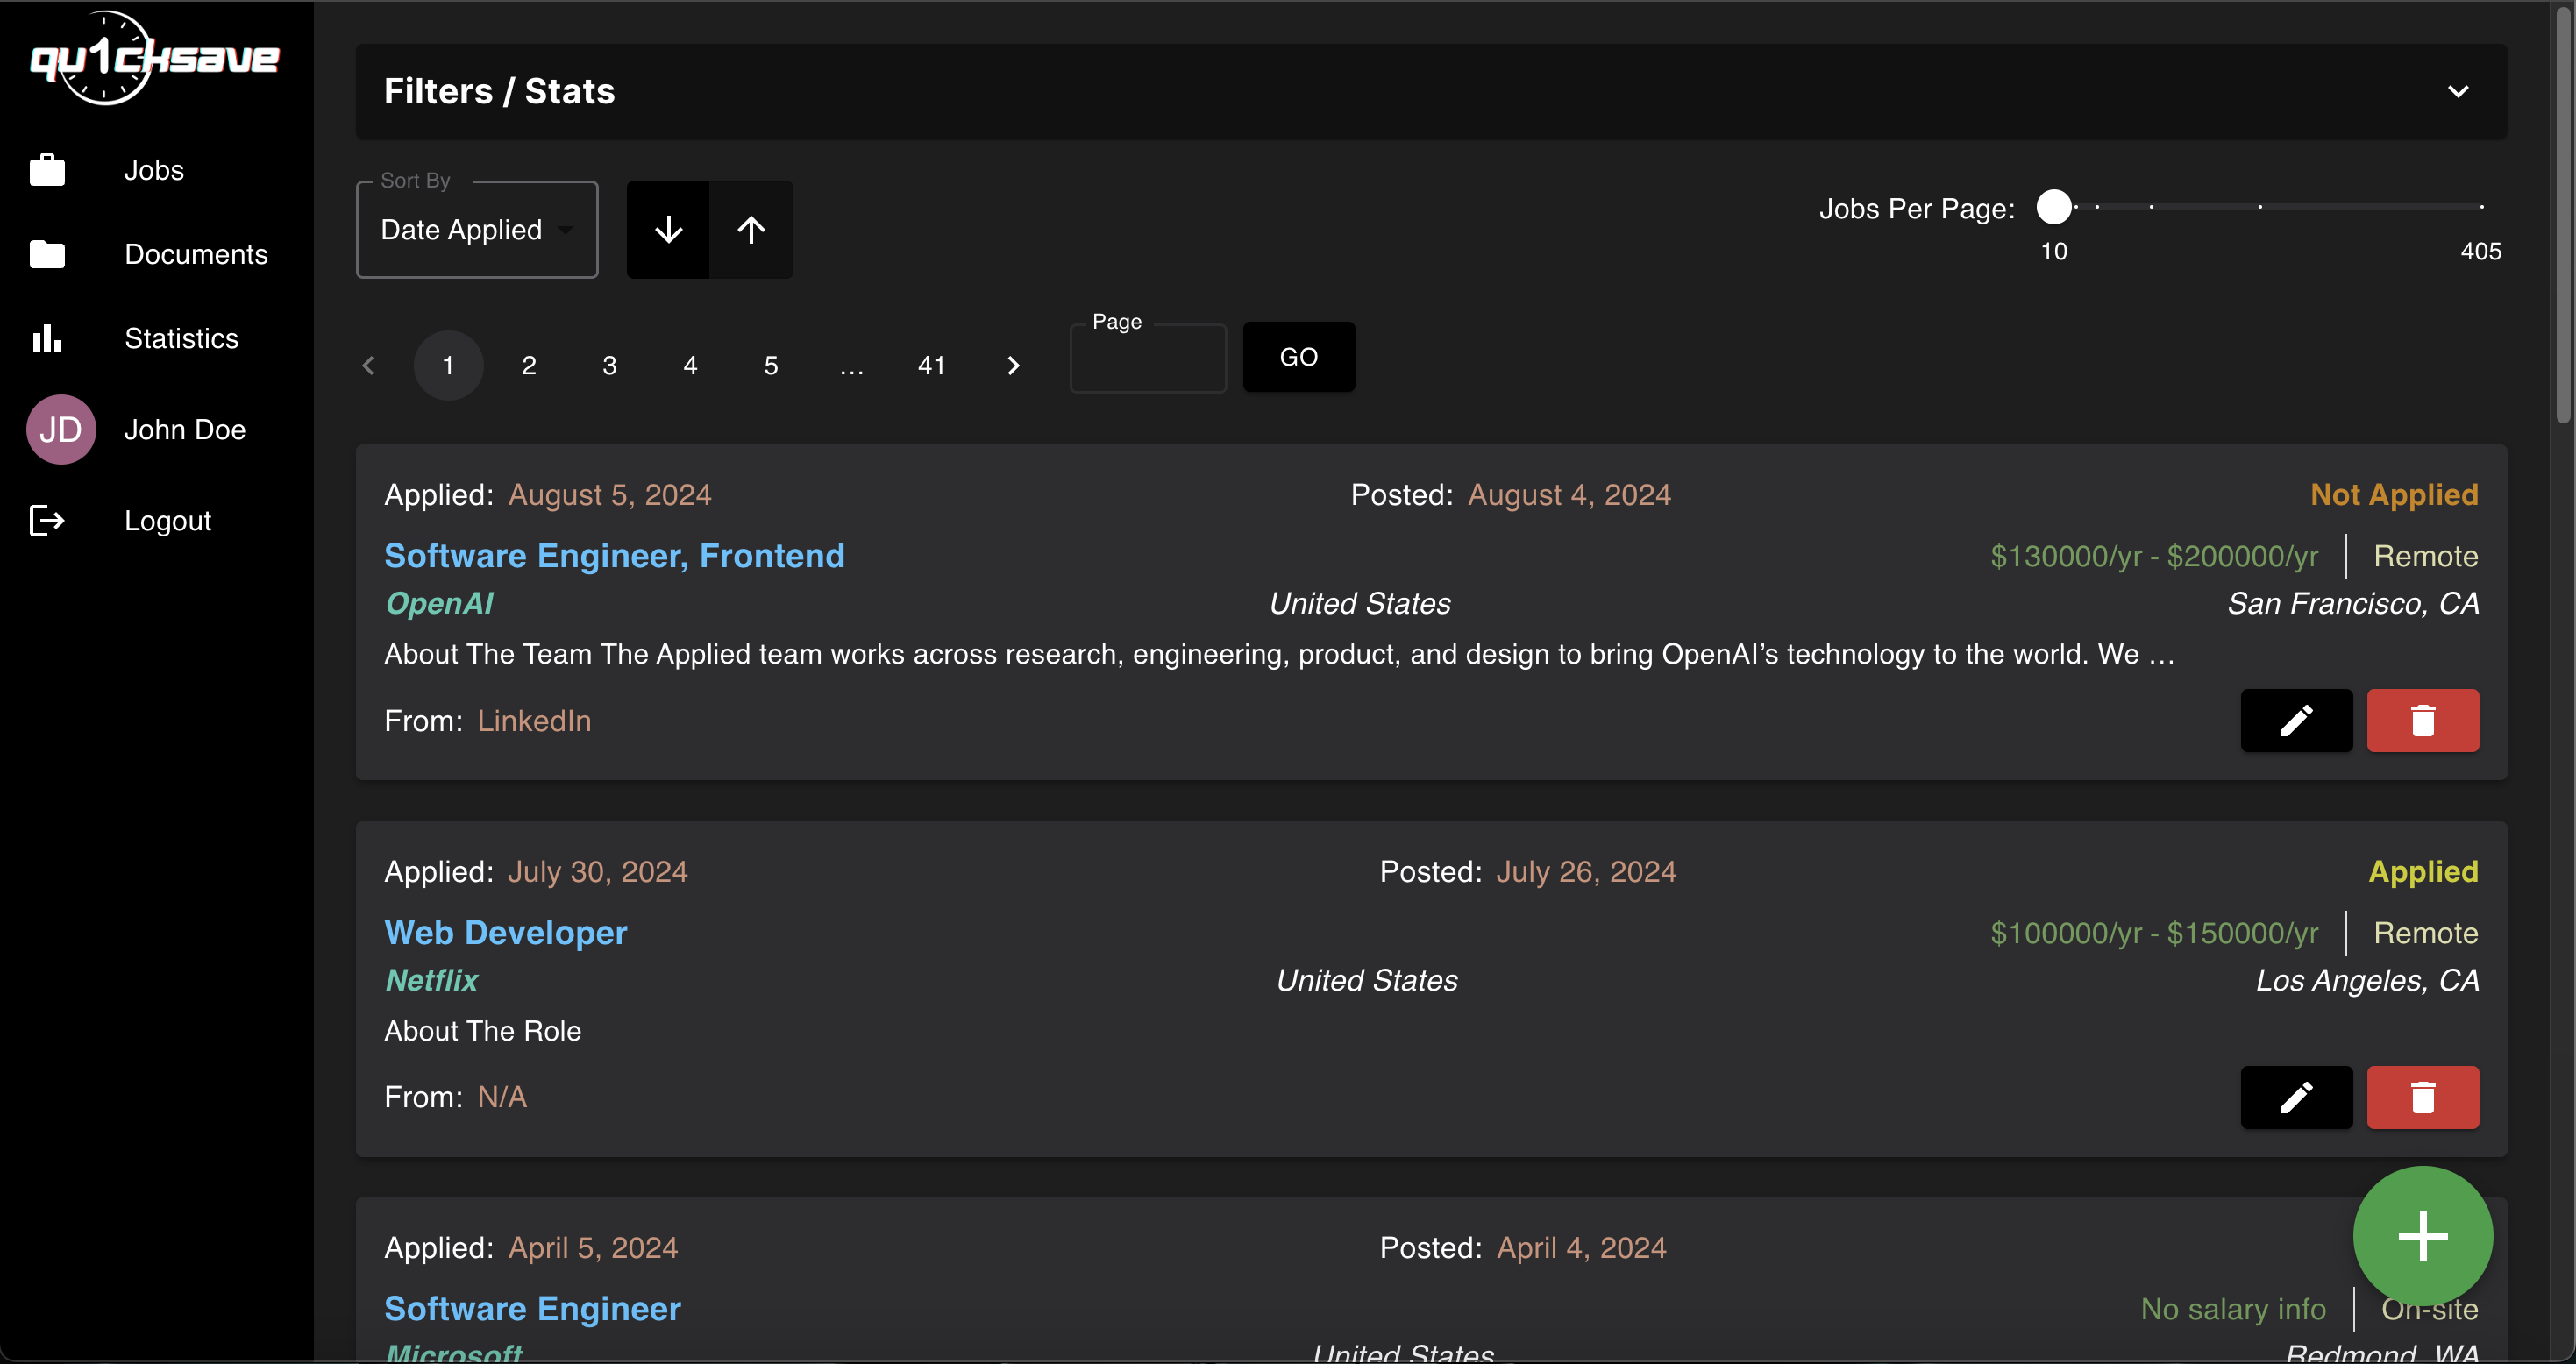 qu1cksave
Jobs
Documents
Statistics
JD John Doe
Logout
Filters / Stats
Sort By
Date Applied
Jobs Per Page:
10 405
1 2 3 4 5 … 41
Page
GO
Applied: August 5, 2024 Posted: August 4, 2024 Not Applied
Software Engineer, Frontend $130000/yr - $200000/yr Remote
OpenAI United States San Francisco, CA
About The Team The Applied team works across research, engineering, product, and design to bring OpenAI’s technology to the world. We …
From: LinkedIn
Applied: July 30, 2024 Posted: July 26, 2024 Applied
Web Developer $100000/yr - $150000/yr Remote
Netflix United States Los Angeles, CA
About The Role
From: N/A
Applied: April 5, 2024 Posted: April 4, 2024
Software Engineer No salary info On-site
Microsoft United States Redmond, WA